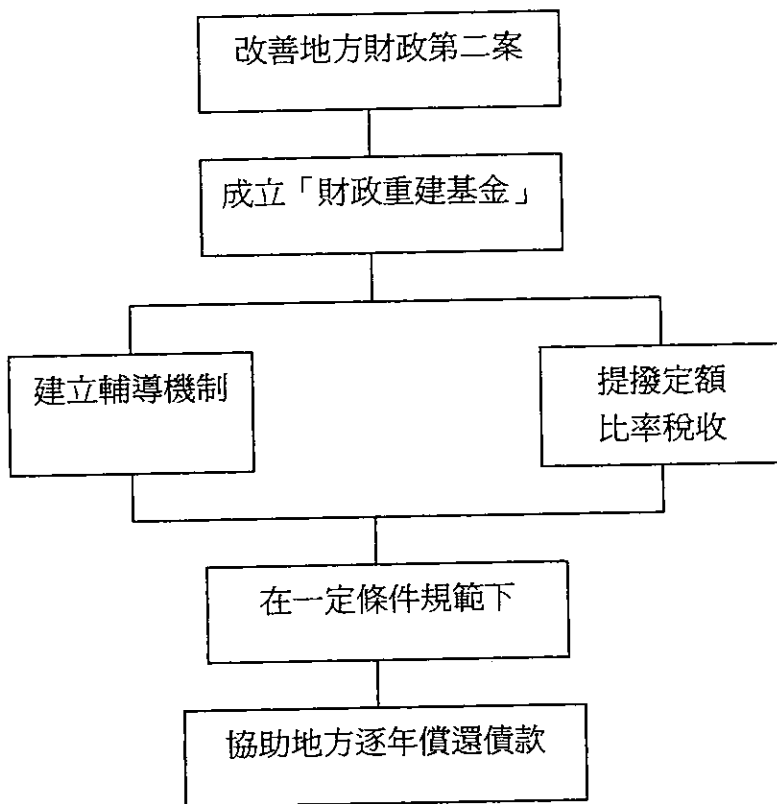 改善地方財政第二案
成立「財政重建基金」
建立輔導機制
提撥定額
比率稅收
在一定條件規範下
協助地方逐年償還債款